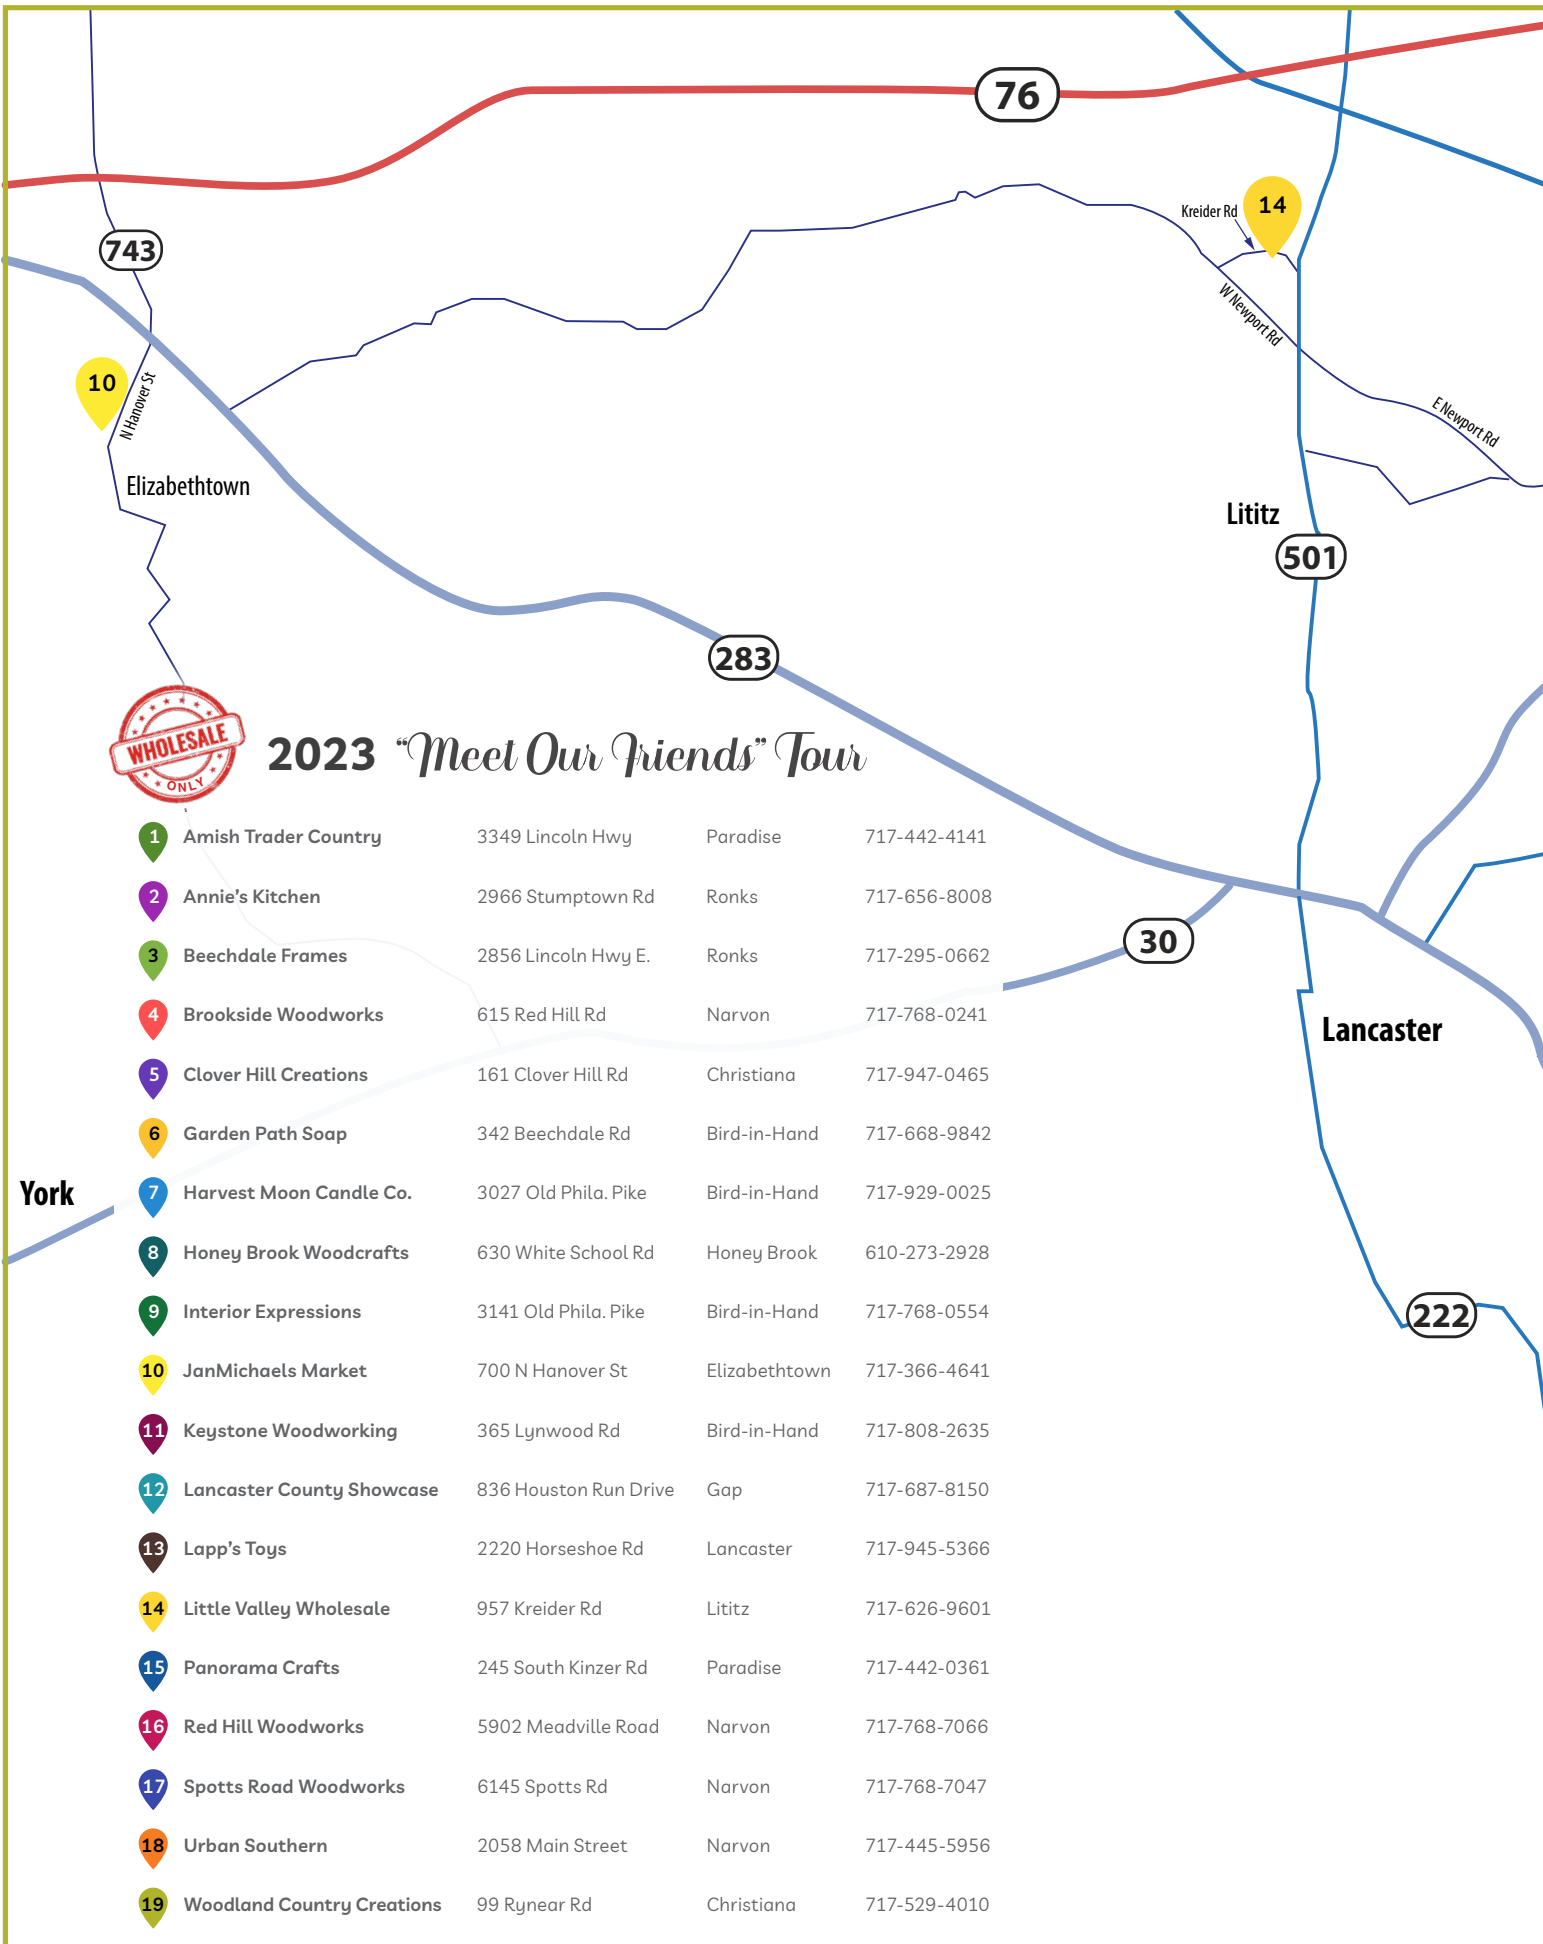 76
Kreider Rd
14
743
W Newport Rd
10
N Hanover St
E Newport Rd
Elizabethtown
Lititz
501
283
WHOLESALE
ONLY
2023 “Meet Our Friends” Tour
1 Amish Trader Country 3349 Lincoln Hwy Paradise 717-442-4141
2 Annie’s Kitchen 2966 Stumptown Rd Ronks 717-656-8008
30
3 Beechdale Frames 2856 Lincoln Hwy E. Ronks 717-295-0662
4 Brookside Woodworks 615 Red Hill Rd Narvon 717-768-0241
Lancaster
5 Clover Hill Creations 161 Clover Hill Rd Christiana 717-947-0465
6 Garden Path Soap 342 Beechdale Rd Bird-in-Hand 717-668-9842
York
7 Harvest Moon Candle Co. 3027 Old Phila. Pike Bird-in-Hand 717-929-0025
8 Honey Brook Woodcrafts 630 White School Rd Honey Brook 610-273-2928
9 Interior Expressions 3141 Old Phila. Pike Bird-in-Hand 717-768-0554
222
10 JanMichaels Market 700 N Hanover St Elizabethtown 717-366-4641
11 Keystone Woodworking 365 Lynwood Rd Bird-in-Hand 717-808-2635
12 Lancaster County Showcase 836 Houston Run Drive Gap 717-687-8150
13 Lapp’s Toys 2220 Horseshoe Rd Lancaster 717-945-5366
14 Little Valley Wholesale 957 Kreider Rd Lititz 717-626-9601
15 Panorama Crafts 245 South Kinzer Rd Paradise 717-442-0361
16 Red Hill Woodworks 5902 Meadville Road Narvon 717-768-7066
17 Spotts Road Woodworks 6145 Spotts Rd Narvon 717-768-7047
18 Urban Southern 2058 Main Street Narvon 717-445-5956
19 Woodland Country Creations 99 Rynear Rd Christiana 717-529-4010